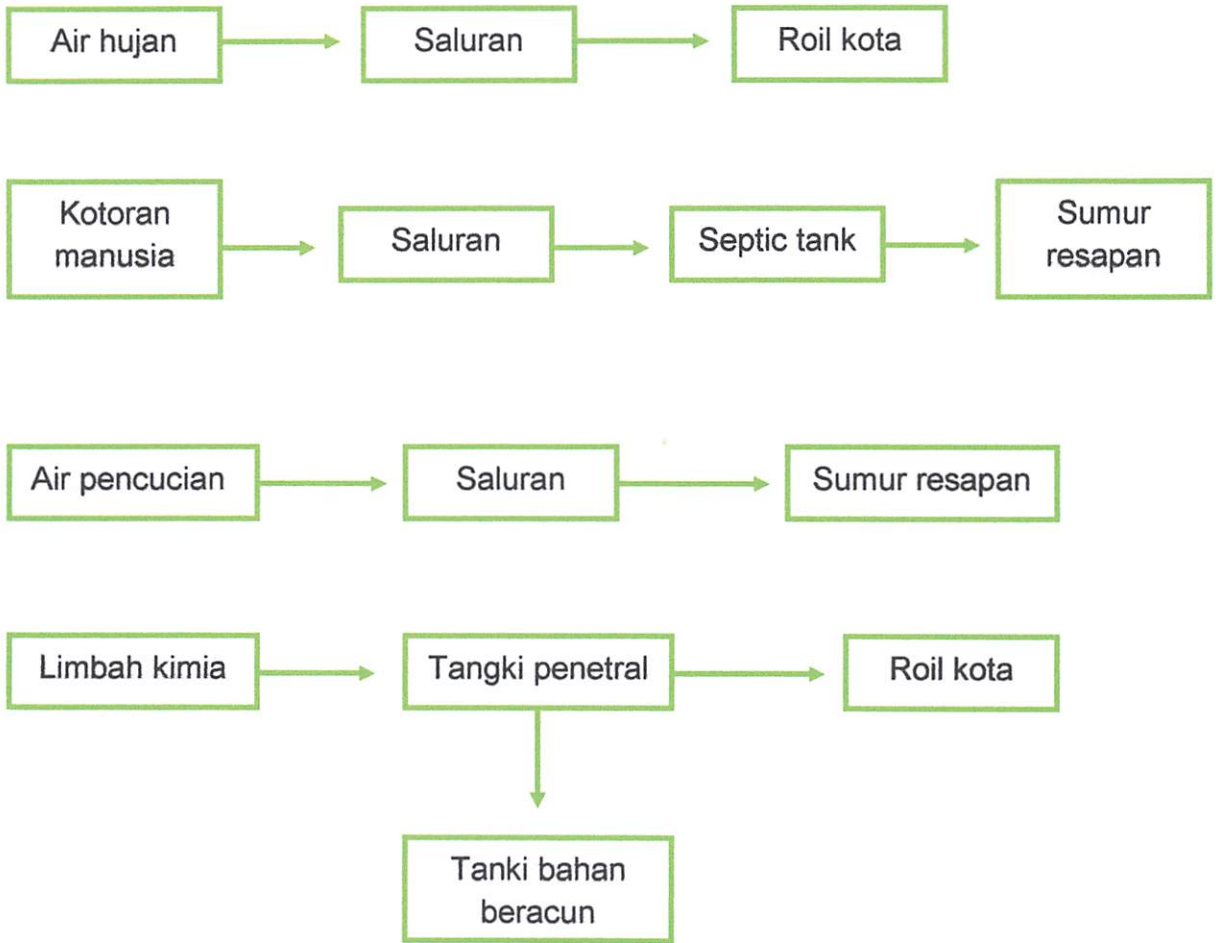 Air hujan
Saluran
Roil kota
Kotoran
manusia
Saluran
Septic tank
Sumur
resapan
Air pencucian
Saluran
Sumur resapan
Limbah kimia
Tangki penetral
Roil kota
Tanki bahan
beracun